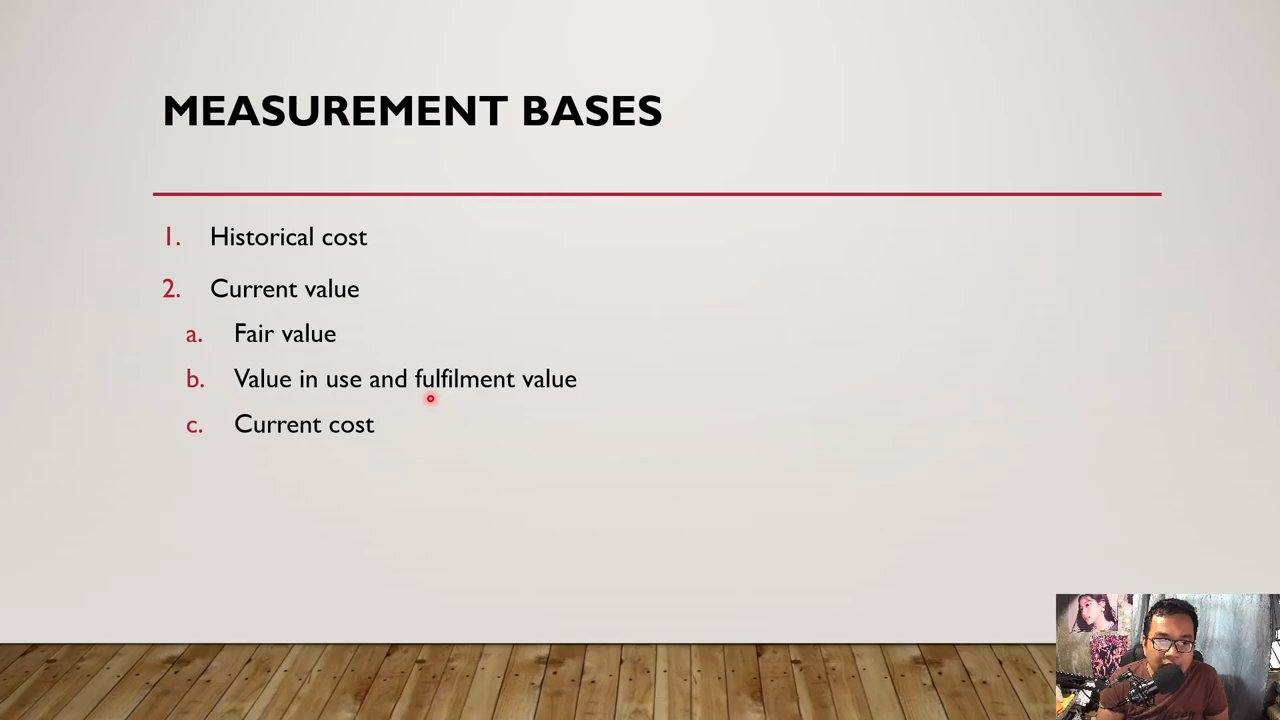 MEASUREMENT BASES
1. Historical cost
2. Current value
a. Fair value
b. Value in use and fulfilment value
c. Current cost